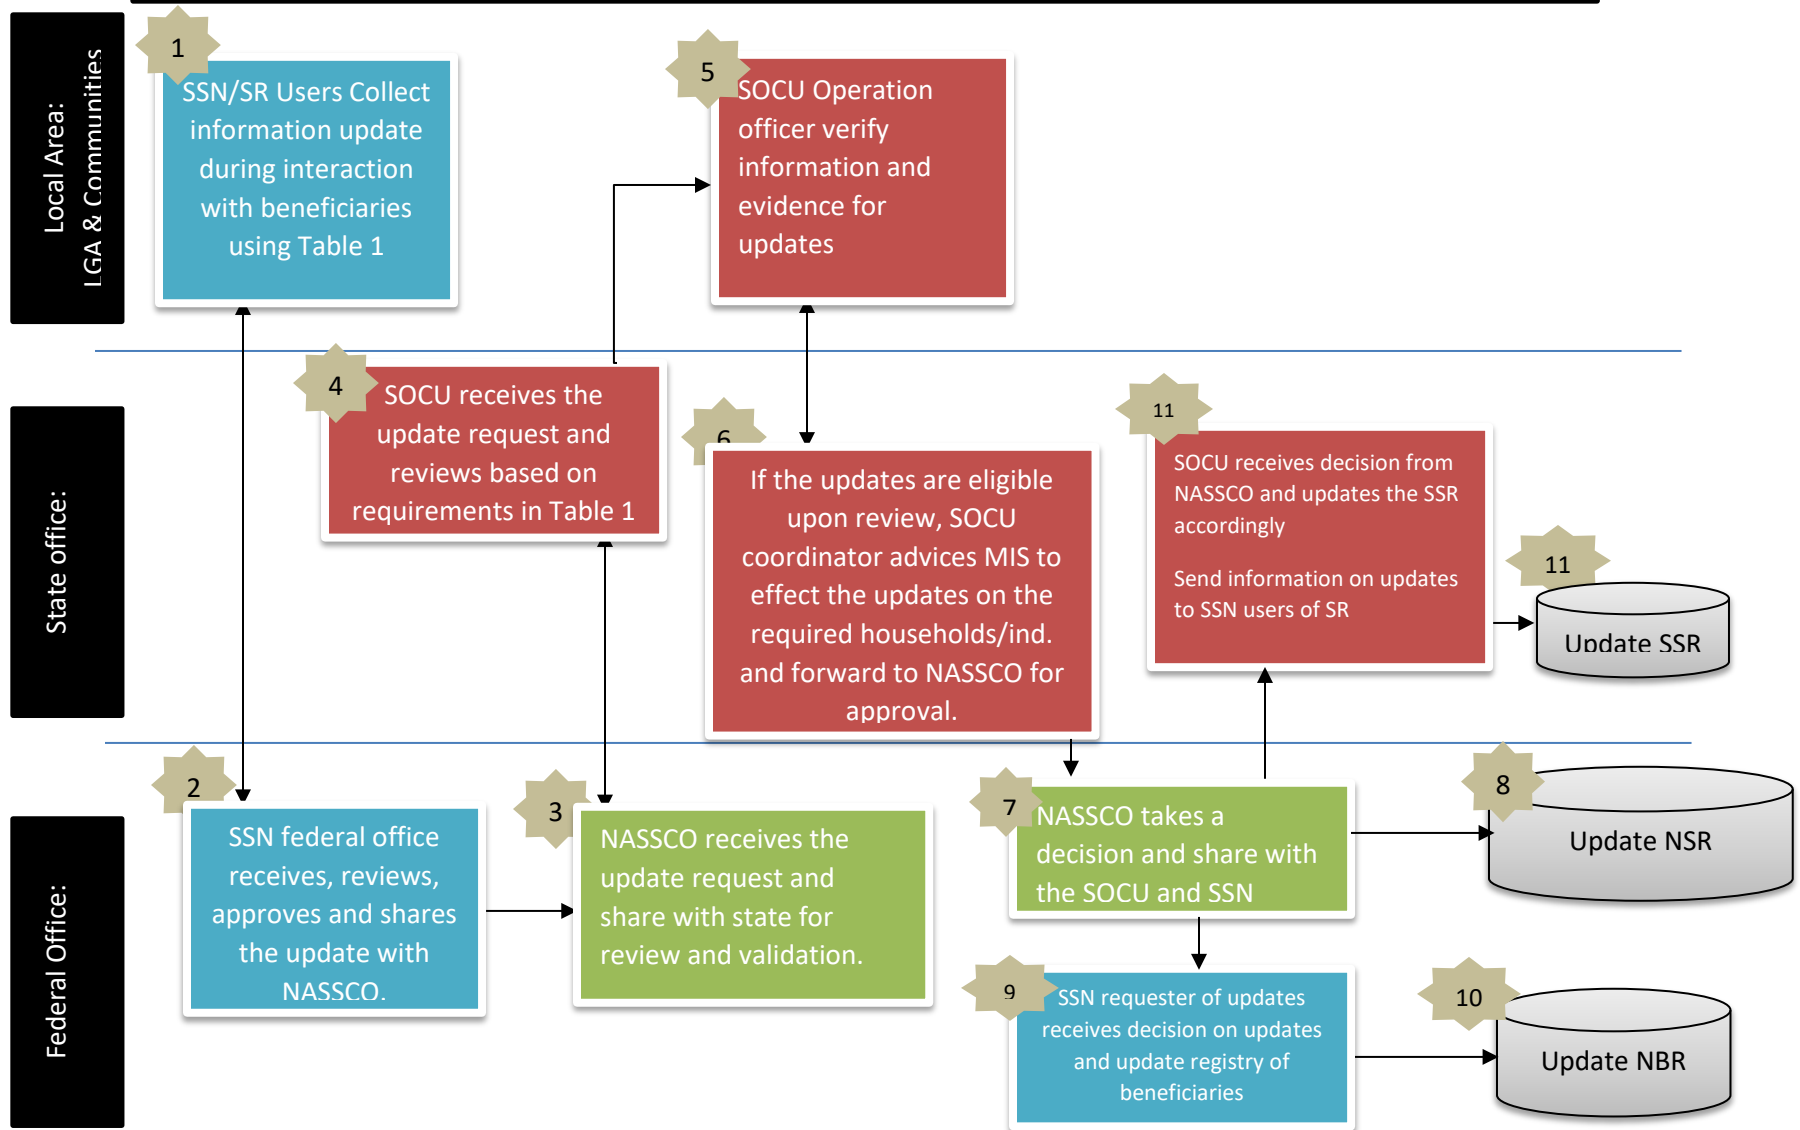 Local Area:
LGA & Communities
1
SSN/SR Users Collect
information update
during interaction
with beneficiaries
using Table 1
5
SOCU Operation
officer verify
information and
evidence for
updates
State office:
4
SOCU receives the
update request and
reviews based on
requirements in Table 1
6
If the updates are eligible
upon review, SOCU
coordinator advices MIS to
effect the updates on the
required households/ind.
and forward to NASSCO for
approval.
11
SOCU receives decision from
NASSCO and updates the SSR
accordingly
Send information on updates
to SSN users of SR
11
Update SSR
Federal Office:
2
SSN federal office
receives, reviews,
approves and shares
the update with
NASSCO.
3
NASSCO receives the
update request and
share with state for
review and validation.
7
NASSCO takes a
decision and share with
the SOCU and SSN
8
Update NSR
9
SSN requester of updates
receives decision on updates
and update registry of
beneficiaries
10
Update NBR